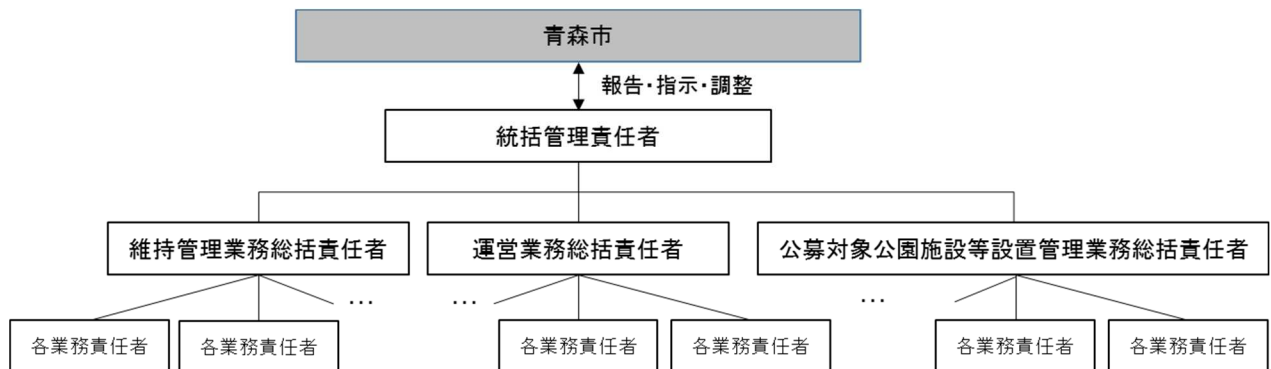 青森市
報告・指示・調整
統括管理責任者
維持管理業務総括責任者
運営業務総括責任者
公募対象公園施設等設置管理業務総括責任者
…
…
…
各業務責任者
各業務責任者
各業務責任者
各業務責任者
各業務責任者
各業務責任者